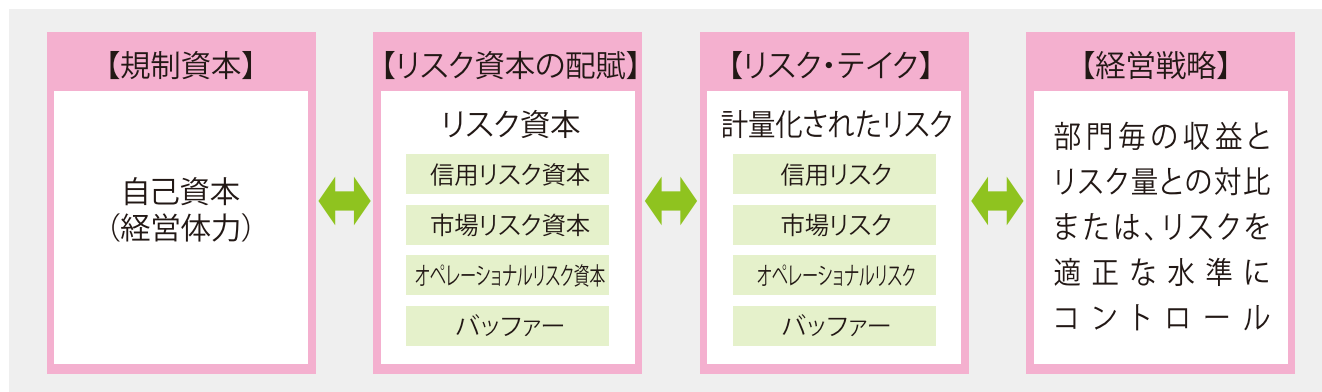 【規制資本】
自己資本
（経営体力）
【リスク資本の配賦】
リスク資本
信用リスク資本
市場リスク資本
オペレーショナルリスク資本
バッファー
【リスク・テイク】
計量化されたリスク
信用リスク
市場リスク
オペレーショナルリスク
バッファー
【経営戦略】
部門毎の収益と
リスク量との対比
または、リスクを
適正な水準に
コントロール